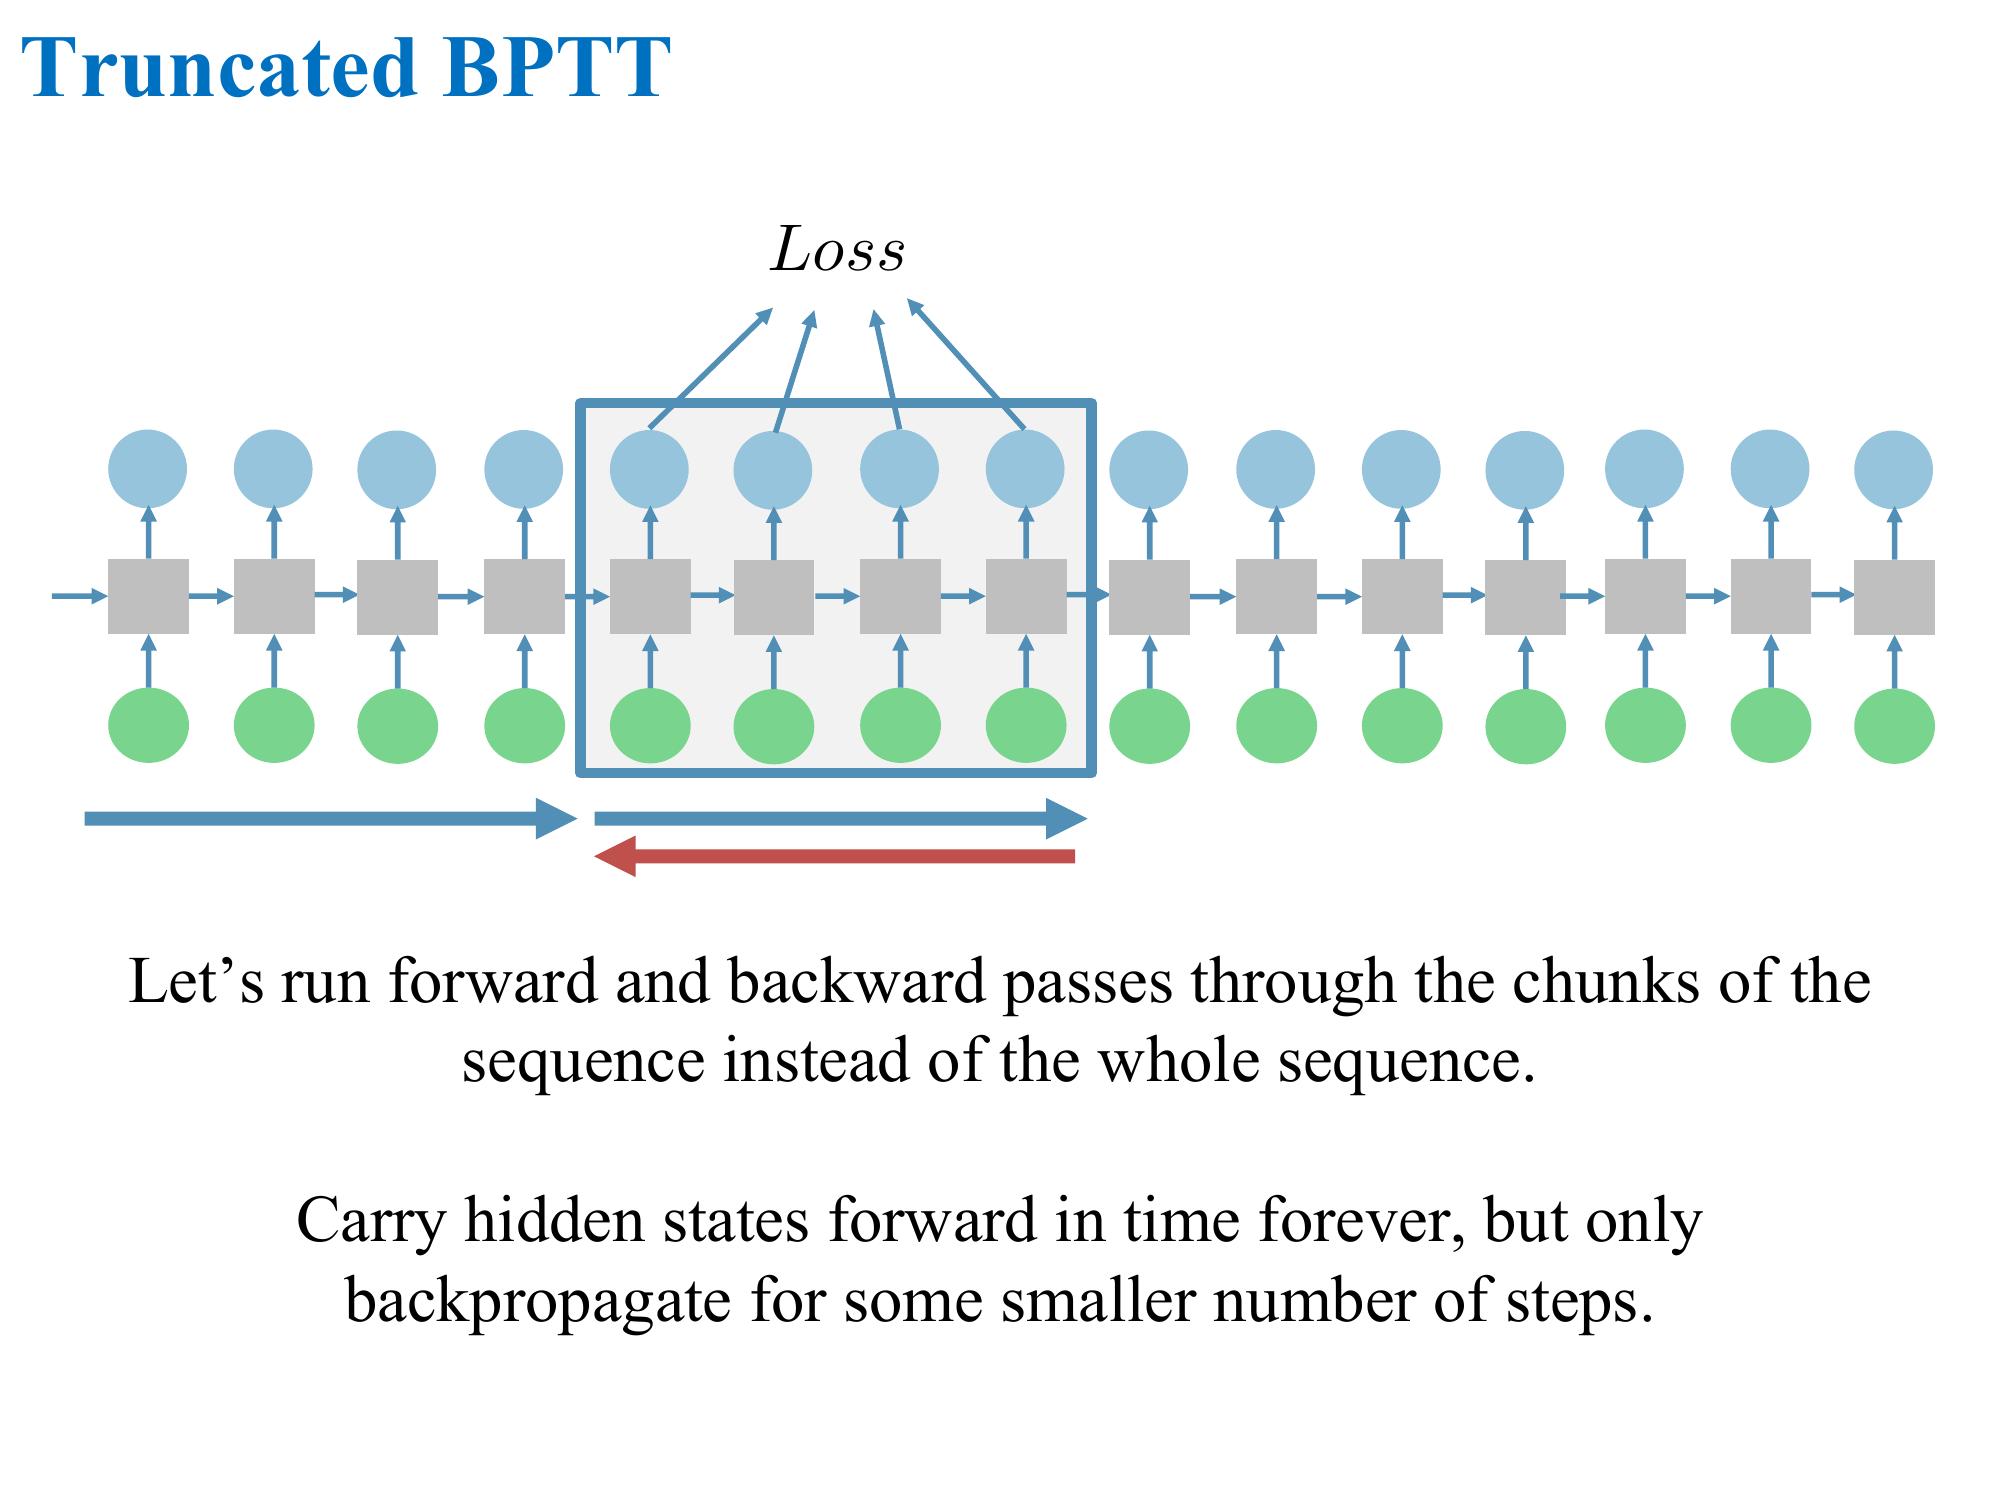 Truncated BPTT
Loss
Let’s run forward and backward passes through the chunks of the
sequence instead of the whole sequence.
Carry hidden states forward in time forever, but only
backpropagate for some smaller number of steps.